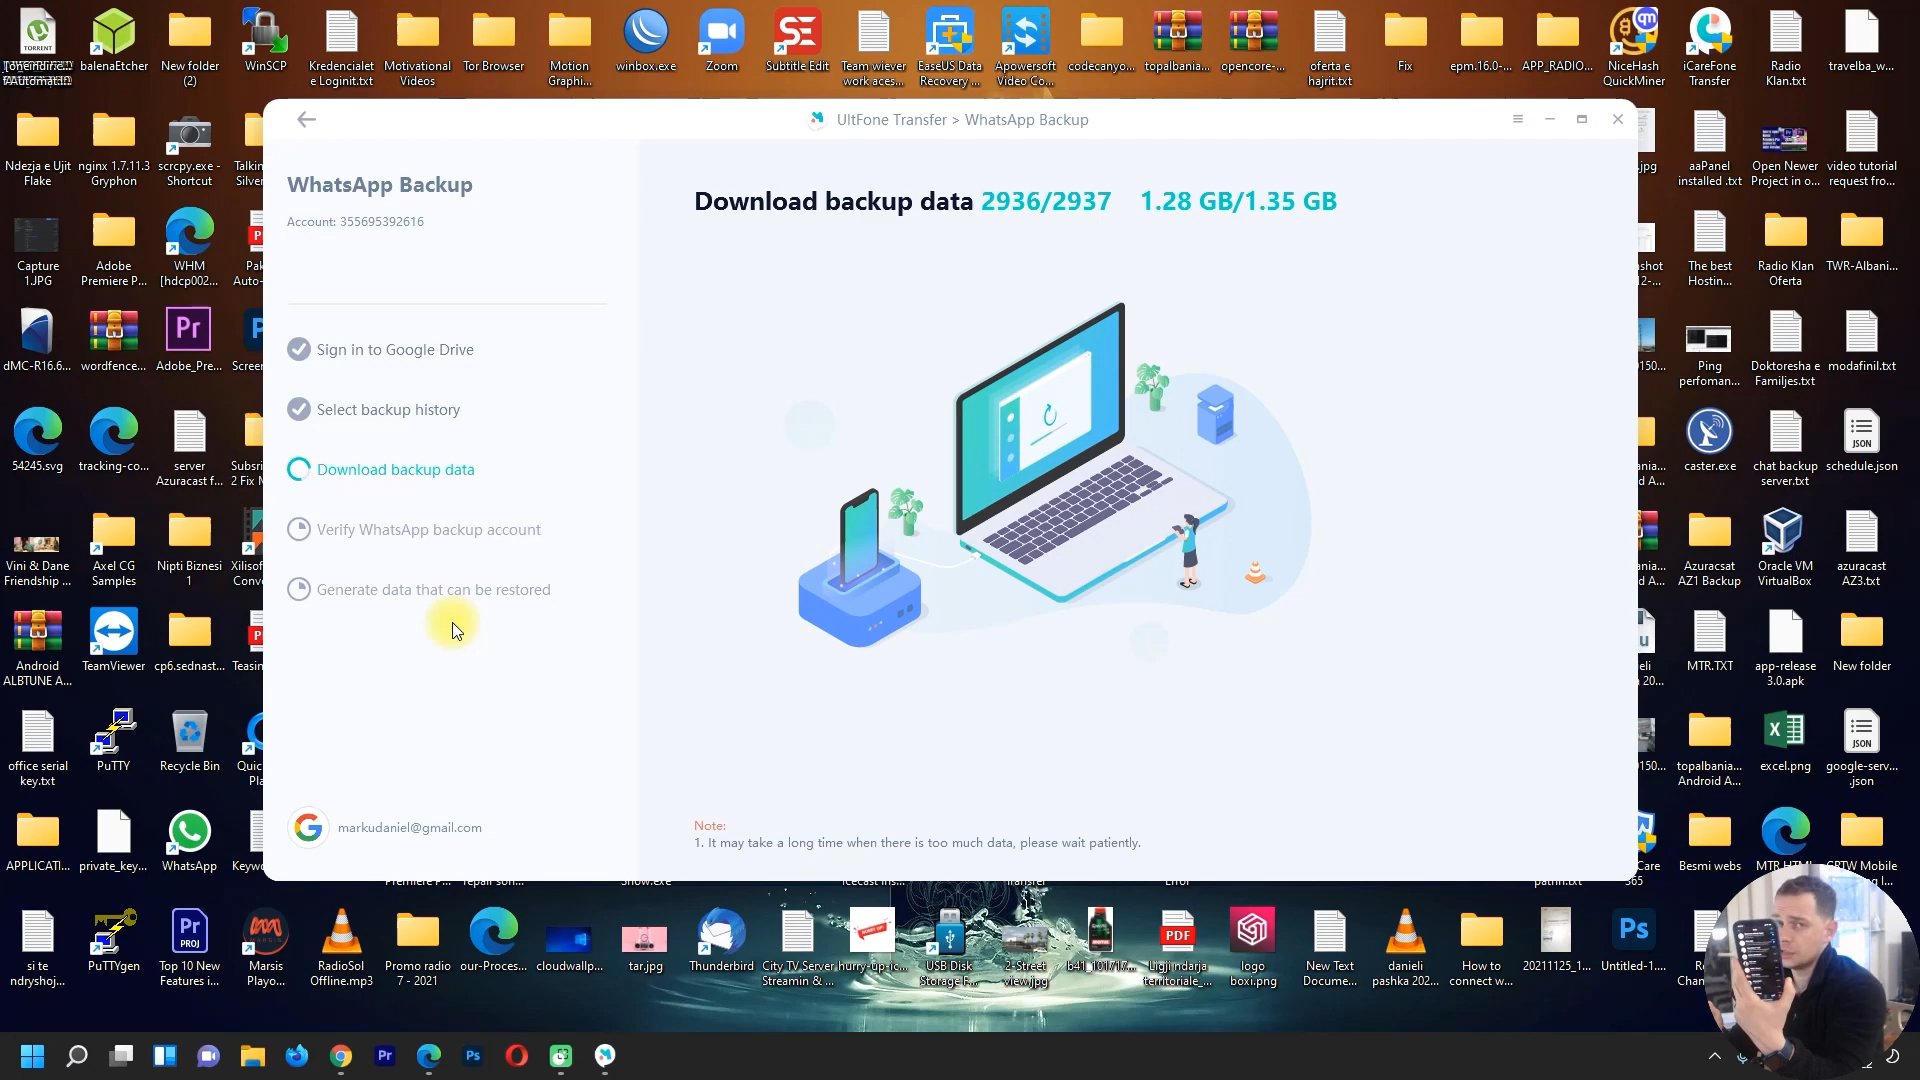 balenaEtcher
New folder
(2)
WinSCP
Kredencialet
e Loginit.txt
Motivational
Videos
Tor Browser
Motion
Graphi...
winbox.exe
Zoom
Subtitle Edit
Team wiever
work aces...
EaseUS Data
Recovery ...
Apowersoft
Video Co...
codecanyo...
topalbania...
opencore-...
oferta e
hajrit.txt
Fix
epm.16.0-...
APP_RADIO...
NiceHash
QuickMiner
iCareFone
Transfer
Radio
Klan.txt
travelba_w...
UltFone Transfer > WhatsApp Backup
WhatsApp Backup
Account: 355695392616
Sign in to Google Drive
Select backup history
Download backup data
Verify WhatsApp backup account
Generate data that can be restored
markudaniel@gmail.com
Download backup data 2936/2937 1.28 GB/1.35 GB
Note:
1. It may take a long time when there is too much data, please wait patiently.
Ndezja e Ujit
Flake
nginx 1.7.11.3
Gryphon
scrcpy.exe -
Shortcut
Capture
1.JPG
Adobe
Premiere P...
WHM
[hdcp002...
dMC-R16.6...
wordfence...
Adobe_Pre...
54245.svg
tracking-co...
server
Azuracast f...
Vini & Dane
Friendship ...
Axel CG
Samples
Nipti Biznesi
1
Android
ALBTUNE A...
TeamViewer
cp6.sednast...
office serial
key.txt
PuTTY
Recycle Bin
APPLICATI...
private_key...
WhatsApp
aaPanel
installed .txt
Open Newer
Project in o...
video tutorial
request fro...
The best
Hostin...
Radio Klan
Oferta
TWR-Albani...
Ping
perfoman...
Doktoresha e
Familjes.txt
modafinil.txt
caster.exe
chat backup
server.txt
JSON
schedule.json
Azuracsat
AZ1 Backup
Oracle VM
VirtualBox
azuracast
AZ3.txt
MTR.TXT
app-release
3.0.apk
New folder
topalbania...
Android A...
excel.png
JSON
google-serv...
.json
Besmi webs
si te
ndryshoj...
PuTTYgen
Top 10 New
Features i...
Marsis
Playo...
RadioSol
Offline.mp3
Promo radio
7 - 2021
our-Proces...
cloudwallp...
tar.jpg
Thunderbird
City TV Server
Streamin & ...
hurry-up-ic...
USB Disk
Storage F...
2-Street
view.jpg
b41_101717...
PDF
Ligji ndarja
territoriale_...
logo
boxi.png
New Text
Docume...
danieli
pashka 202...
How to
connect w...
20211125_1...
Untitled-1....